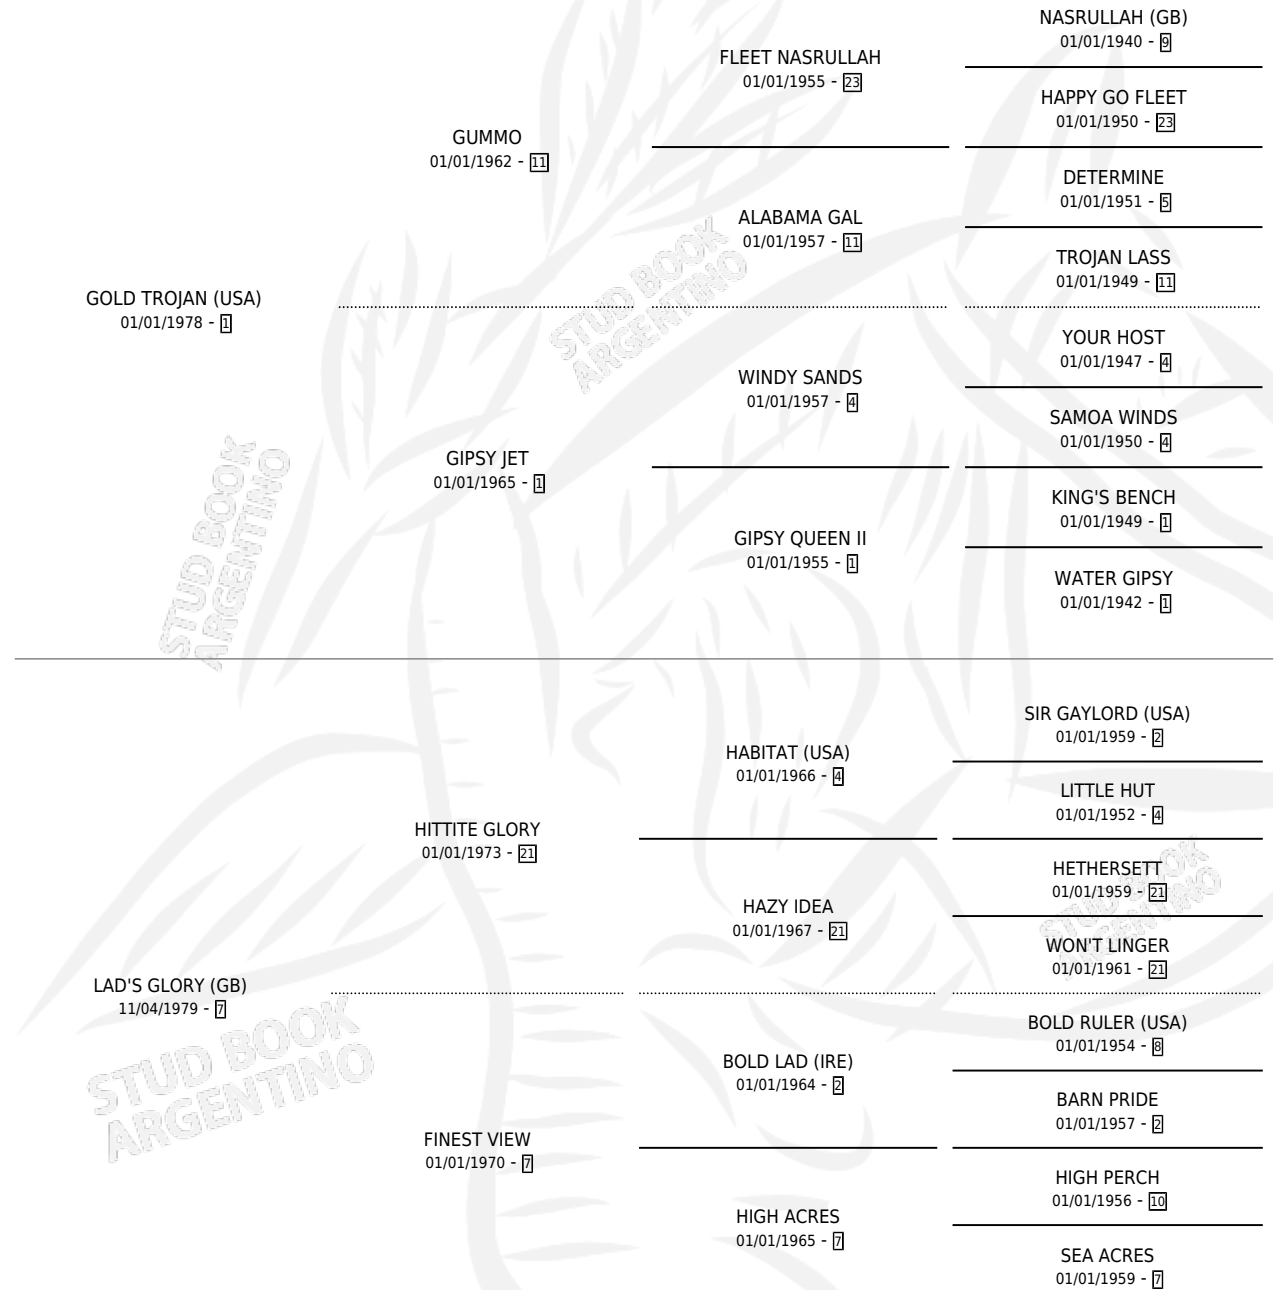 NASRULLAH (GB)
01/01/1940 - 9
FLEET NASRULLAH
01/01/1955 - 23
HAPPY GO FLEET
01/01/1950 - 23
GUMMO
01/01/1962 - 11
DETERMINE
01/01/1951 - 5
ALABAMA GAL
01/01/1957 - 11
TROJAN LASS
01/01/1949 - 11
GOLD TROJAN (USA)
01/01/1978 - 1
YOUR HOST
01/01/1947 - 4
WINDY SANDS
01/01/1957 - 4
SAMOA WINDS
01/01/1950 - 4
GIPSY JET
01/01/1965 - 1
KING'S BENCH
01/01/1949 - 1
GIPSY QUEEN II
01/01/1955 - 1
WATER GIPSY
01/01/1942 - 1
STUD BOOK
ARGENTINO
STUD BOOK
ARGENTINO
SIR GAYLORD (USA)
01/01/1959 - 2
HABITAT (USA)
01/01/1966 - 4
LITTLE HUT
01/01/1952 - 4
HITTITE GLORY
01/01/1973 - 21
HETHERSETT
01/01/1959 - 21
HAZY IDEA
01/01/1967 - 21
WON'T LINGER
01/01/1961 - 21
LAD'S GLORY (GB)
11/04/1979 - 7
BOLD RULER (USA)
01/01/1954 - 8
BOLD LAD (IRE)
01/01/1964 - 2
BARN PRIDE
01/01/1957 - 2
FINEST VIEW
01/01/1970 - 7
HIGH PERCH
01/01/1956 - 10
HIGH ACRES
01/01/1965 - 7
SEA ACRES
01/01/1959 - 7
STUD BOOK
ARGENTINO
STUD BOOK
ARGENTINO